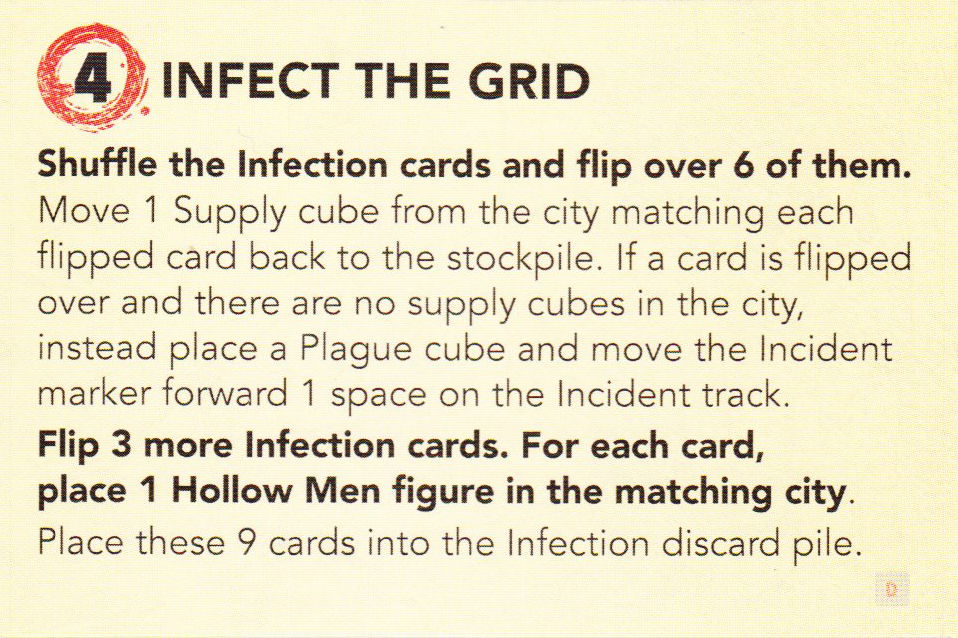 4 INFECT THE GRID
Shuffle the Infection cards and flip over 6 of them.
Move 1 Supply cube from the city matching each
flipped card back to the stockpile. If a card is flipped
over and there are no supply cubes in the city,
instead place a Plague cube and move the Incident
marker forward 1 space on the Incident track.
Flip 3 more Infection cards. For each card,
place 1 Hollow Men figure in the matching city.
Place these 9 cards into the Infection discard pile.
D